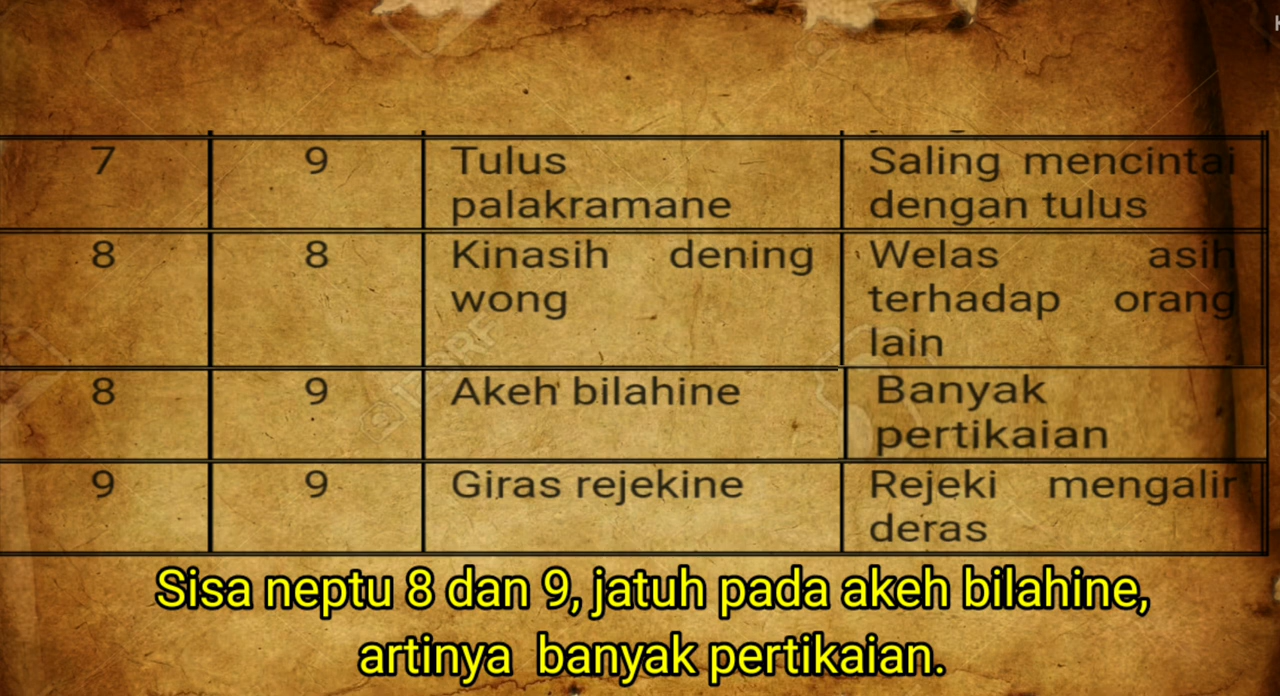 7 9 Tulus Saling mencintai
palakramane dengan tulus
8 8 Kinasih dening Welas asih
wong terhadap orang
lain
8 9 Akeh bilahine Banyak
pertikaian
9 9 Giras rejekine Rejeki mengalir
deras
Sisa neptu 8 dan 9, jatuh pada akeh bilahine,
artinya banyak pertikaian.